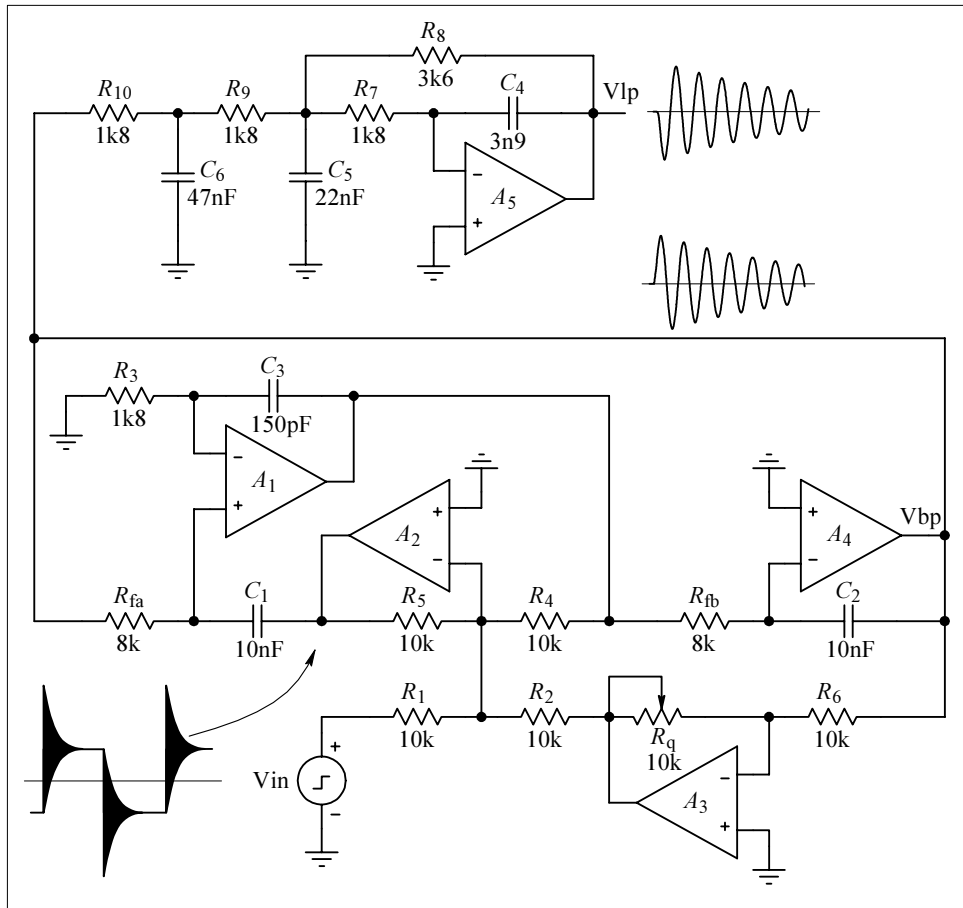 R8
3k6
R10
R9
R7
C4
Vlp
1k8
1k8
1k8
3n9
C6
47nF
C5
22nF
−
+
A5
R3
1k8
C3
150pF
−
+
A1
+
−
A2
+
−
A4
Vbp
Rfa
8k
C1
10nF
R5
10k
R4
10k
Rfb
8k
C2
10nF
R1
10k
R2
10k
Rq
10k
R6
10k
Vin
+
−
−
+
A3